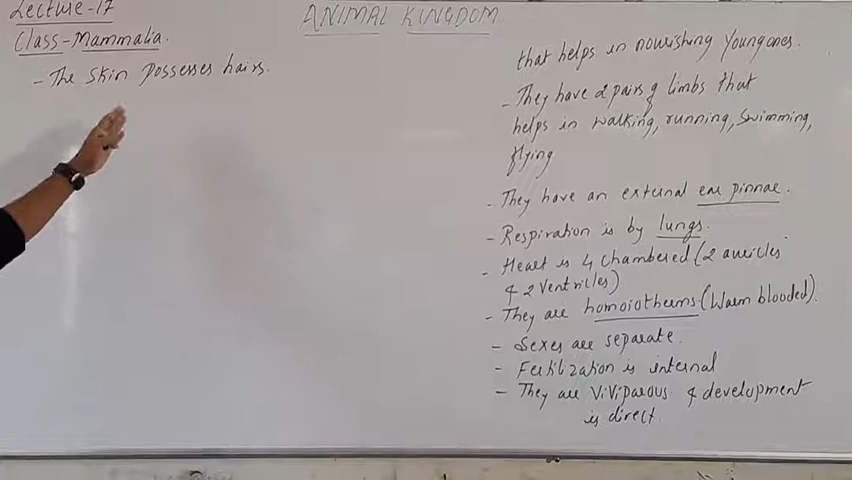 Lecture-17
ANIMAL KINGDOM
Class-Mammalia.
- The skin possesses hairs.
that helps in nourishing young ones.
- They have 2 pairs of limbs that
helps in walking, running, swimming,
flying
- They have an external ear pinnae.
- Respiration is by lungs.
- Heart is 4 chambered (2 auricles
& 2 ventricles)
- They are homoiotherms (Warm blooded).
- Sexes are separate.
- Fertilization is internal
- They are Viviparous & development
is direct.